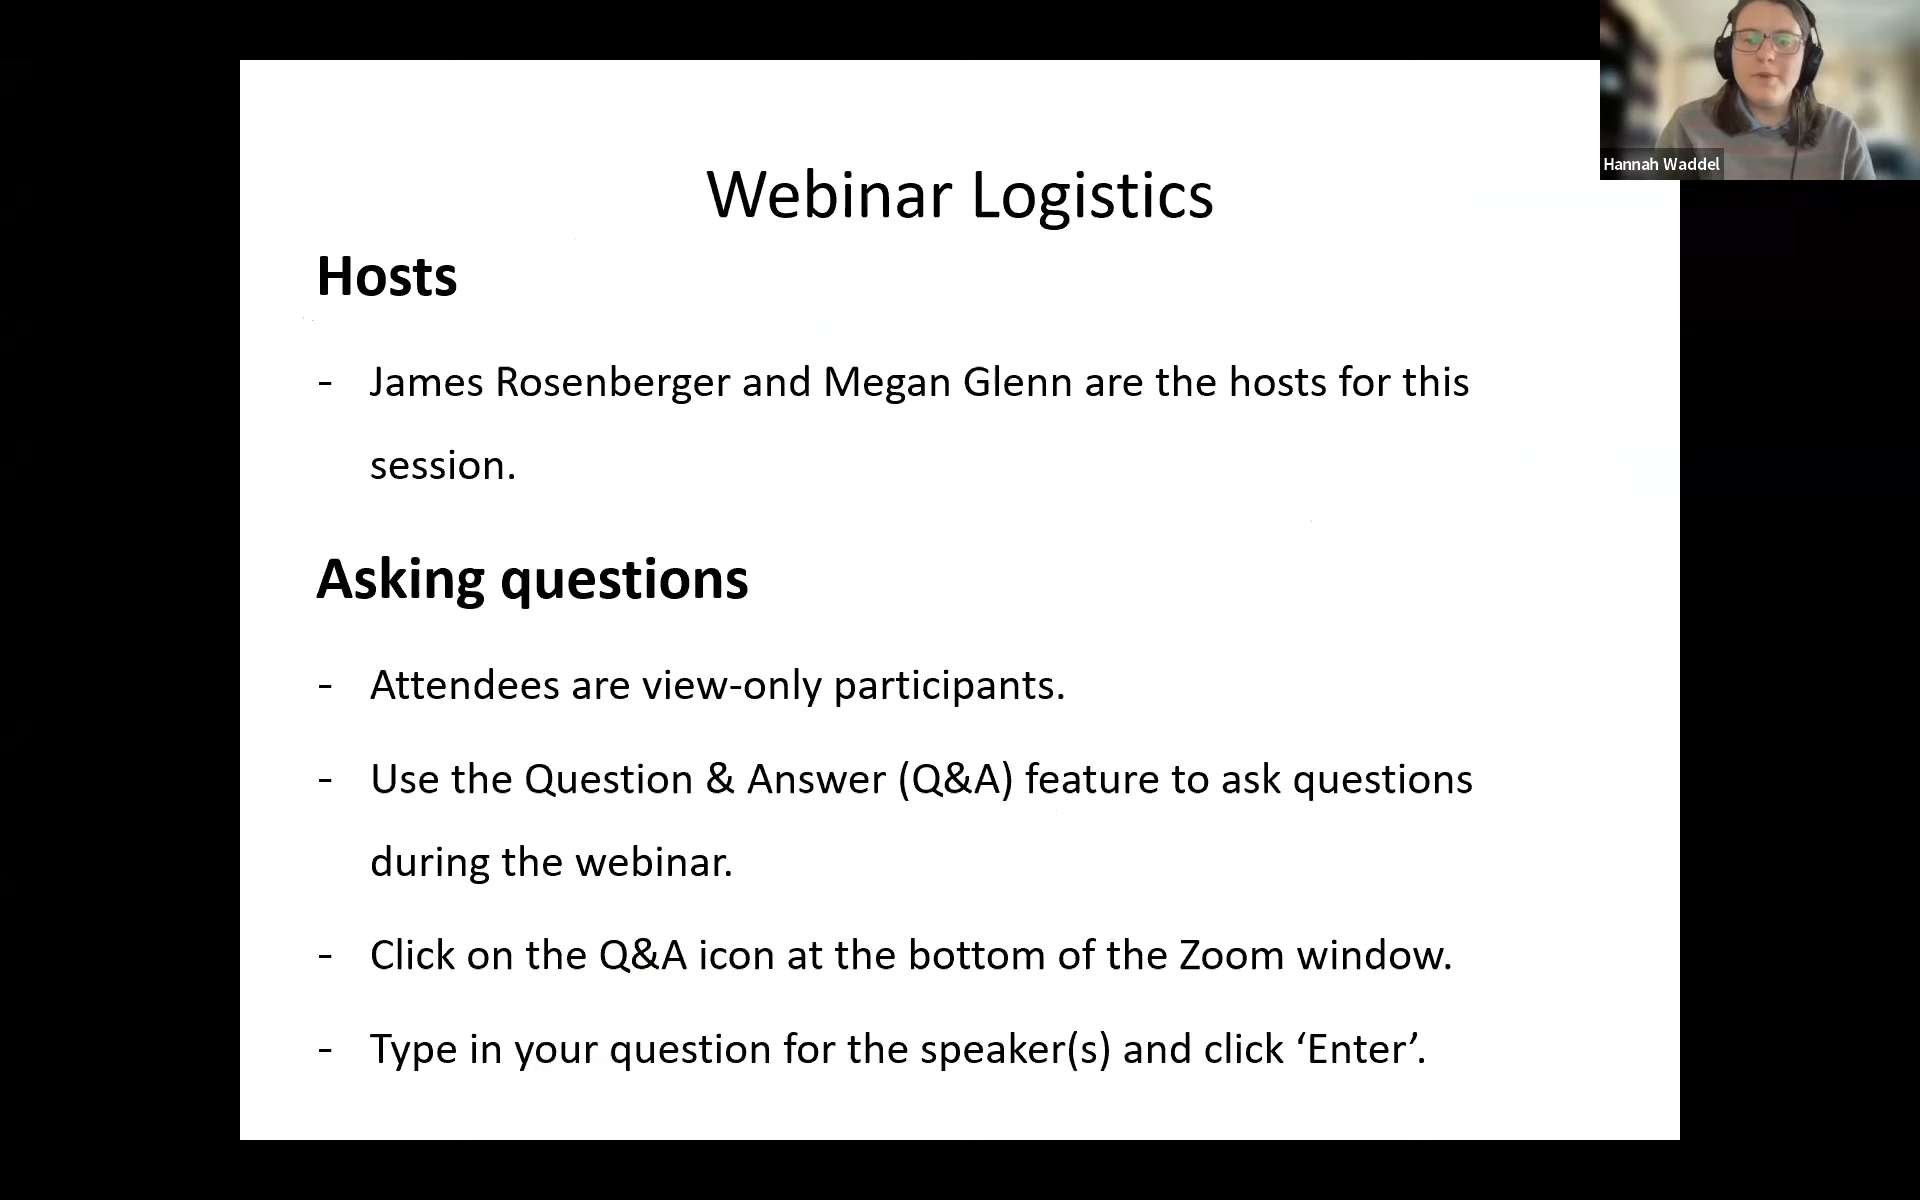 Hannah Waddel
Webinar Logistics
Hosts
- James Rosenberger and Megan Glenn are the hosts for this
session.
Asking questions
- Attendees are view-only participants.
- Use the Question & Answer (Q&A) feature to ask questions
during the webinar.
- Click on the Q&A icon at the bottom of the Zoom window.
- Type in your question for the speaker(s) and click ‘Enter’.